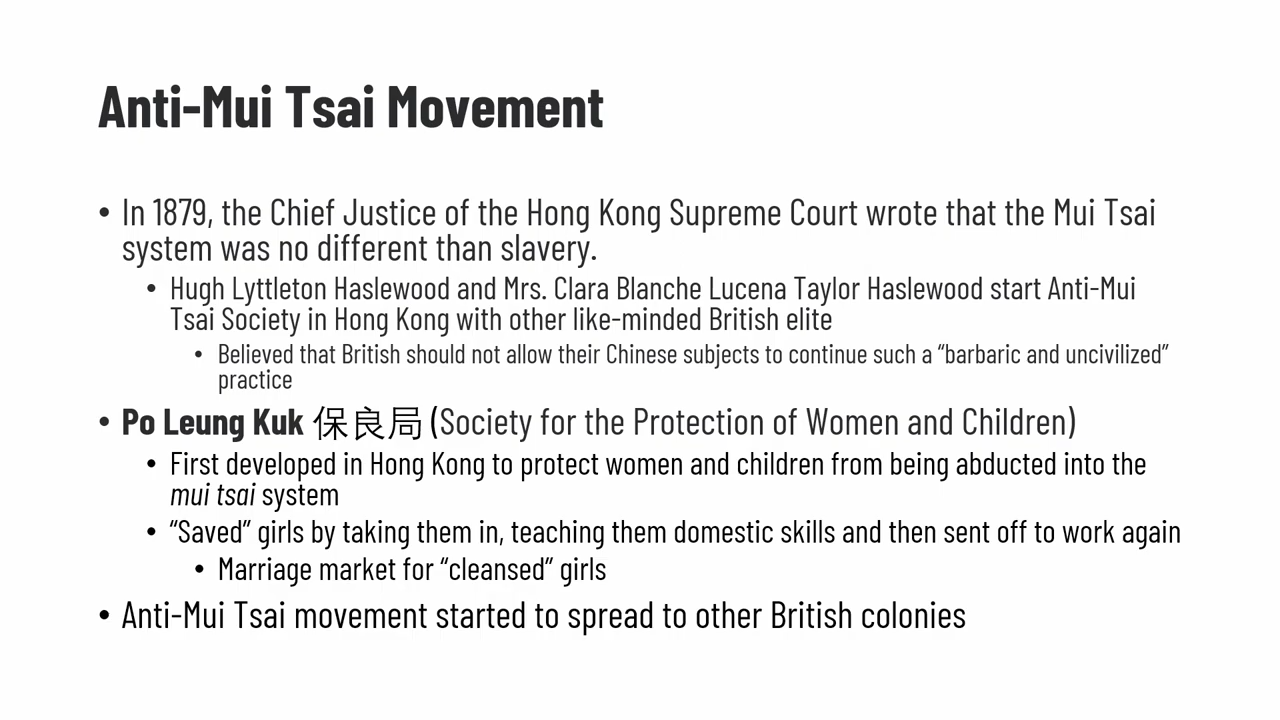 Anti-Mui Tsai Movement
• In 1879, the Chief Justice of the Hong Kong Supreme Court wrote that the Mui Tsai
system was no different than slavery.
• Hugh Lyttleton Haslewood and Mrs. Clara Blanche Lucena Taylor Haslewood start Anti-Mui
Tsai Society in Hong Kong with other like-minded British elite
• Believed that British should not allow their Chinese subjects to continue such a “barbaric and uncivilized”
practice
• Po Leung Kuk 保良局 (Society for the Protection of Women and Children)
• First developed in Hong Kong to protect women and children from being abducted into the
mui tsai system
• “Saved” girls by taking them in, teaching them domestic skills and then sent off to work again
• Marriage market for “cleansed” girls
• Anti-Mui Tsai movement started to spread to other British colonies